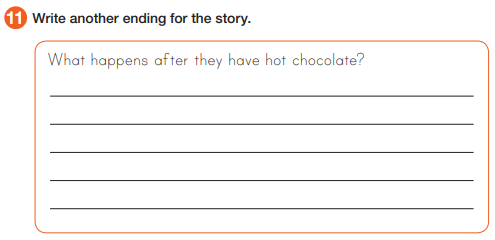 11 Write another ending for the story.
What happens after they have hot chocolate?